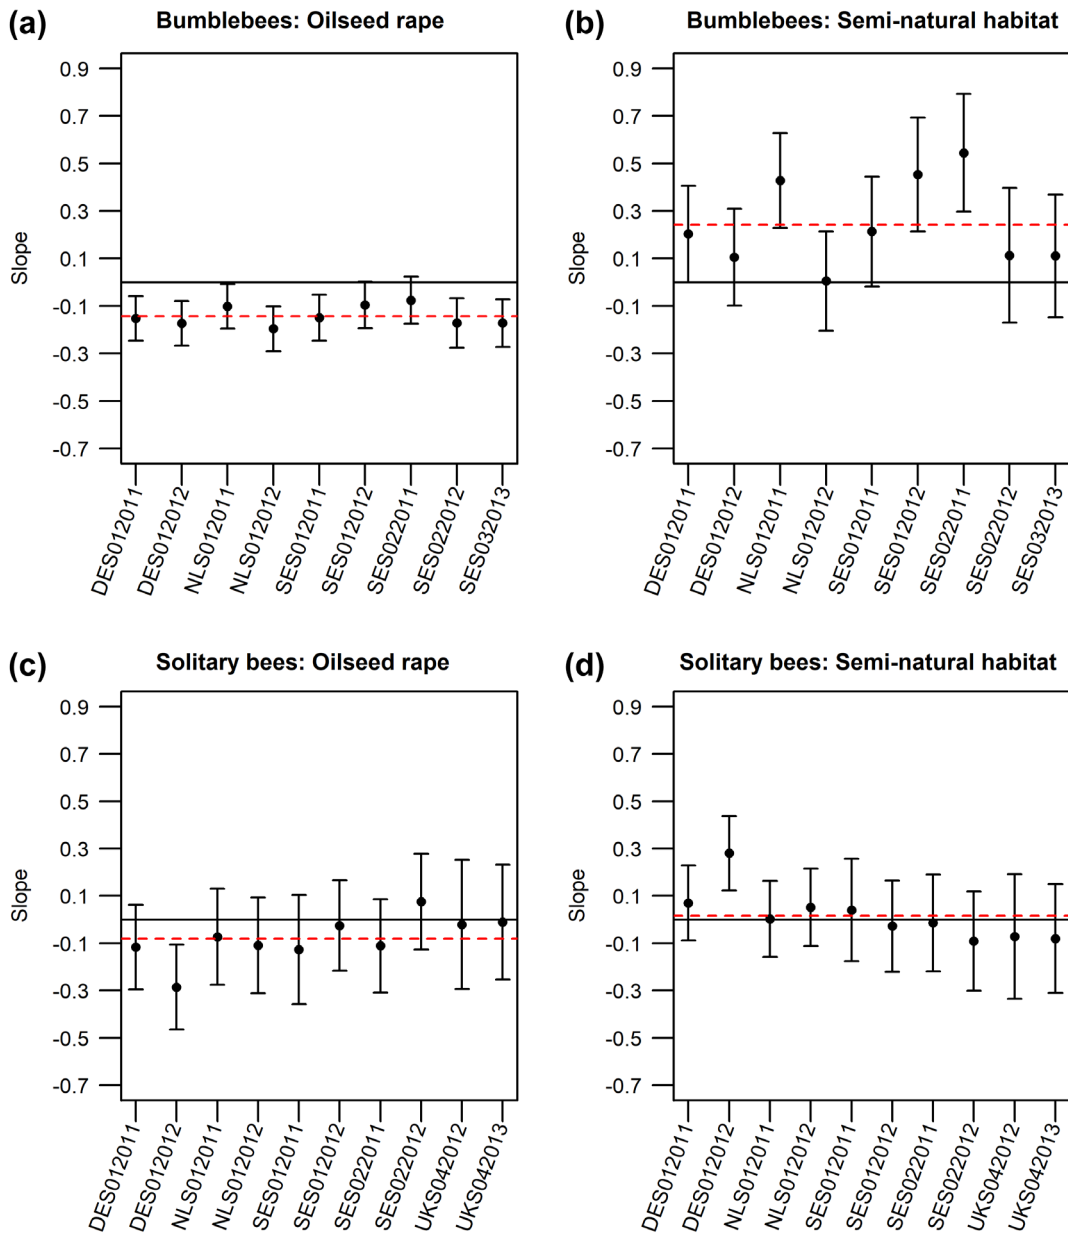 (a) Bumblebees: Oilseed rape
0.9
0.7
0.5
0.3
0.1
-0.1
-0.3
-0.5
-0.7
Slope
DES012011
DES012012
NLS012011
NLS012012
SES012011
SES012012
SES022011
SES022012
SES032013
(b) Bumblebees: Semi-natural habitat
0.9
0.7
0.5
0.3
0.1
-0.1
-0.3
-0.5
-0.7
Slope
DES012011
DES012012
NLS012011
NLS012012
SES012011
SES012012
SES022011
SES022012
SES032013
(c) Solitary bees: Oilseed rape
0.9
0.7
0.5
0.3
0.1
-0.1
-0.3
-0.5
-0.7
Slope
DES012011
DES012012
NLS012011
NLS012012
SES012011
SES012012
SES022011
SES022012
UKS042012
UKS042013
(d) Solitary bees: Semi-natural habitat
0.9
0.7
0.5
0.3
0.1
-0.1
-0.3
-0.5
-0.7
Slope
DES012011
DES012012
NLS012011
NLS012012
SES012011
SES012012
SES022011
SES022012
UKS042012
UKS042013